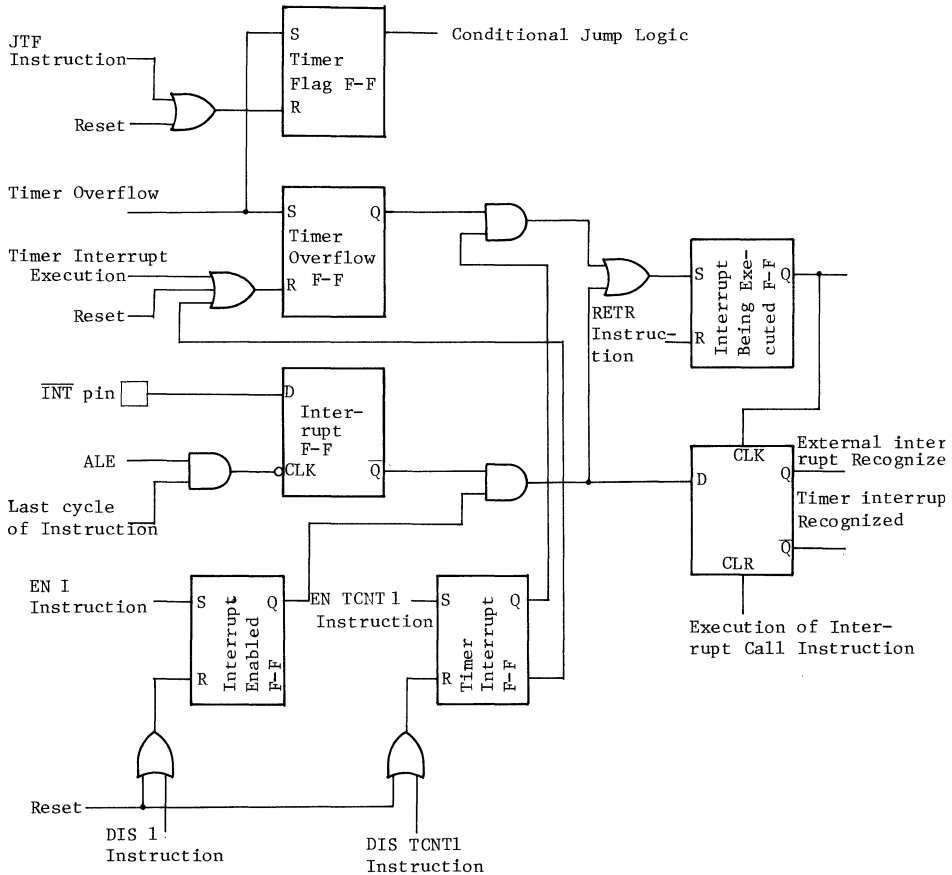 JTF
Instruction
Reset
S
Timer
Flag F-F
R
Conditional Jump Logic
Timer Overflow
S
Q
Timer
Overflow
F-F
R
Timer Interrupt
Execution
Reset
S
Q
R
Interrupt
Being Exe-
cuted F-F
RETR
Instruc-
tion
INT pin
D
Inter-
rupt
F-F
CLK
Q
ALE
Last cycle
of Instruction
CLK
D
Q
Q
CLR
External inter
rupt Recognize
Timer interrup
Recognized
Execution of Inter-
rupt Call Instruction
EN I
Instruction
S
Q
R
Interrupt
Enabled
F-F
EN TCNT1
Instruction
S
Q
R
Timer
Interrupt
F-F
Reset
DIS 1
Instruction
DIS TCNT1
Instruction